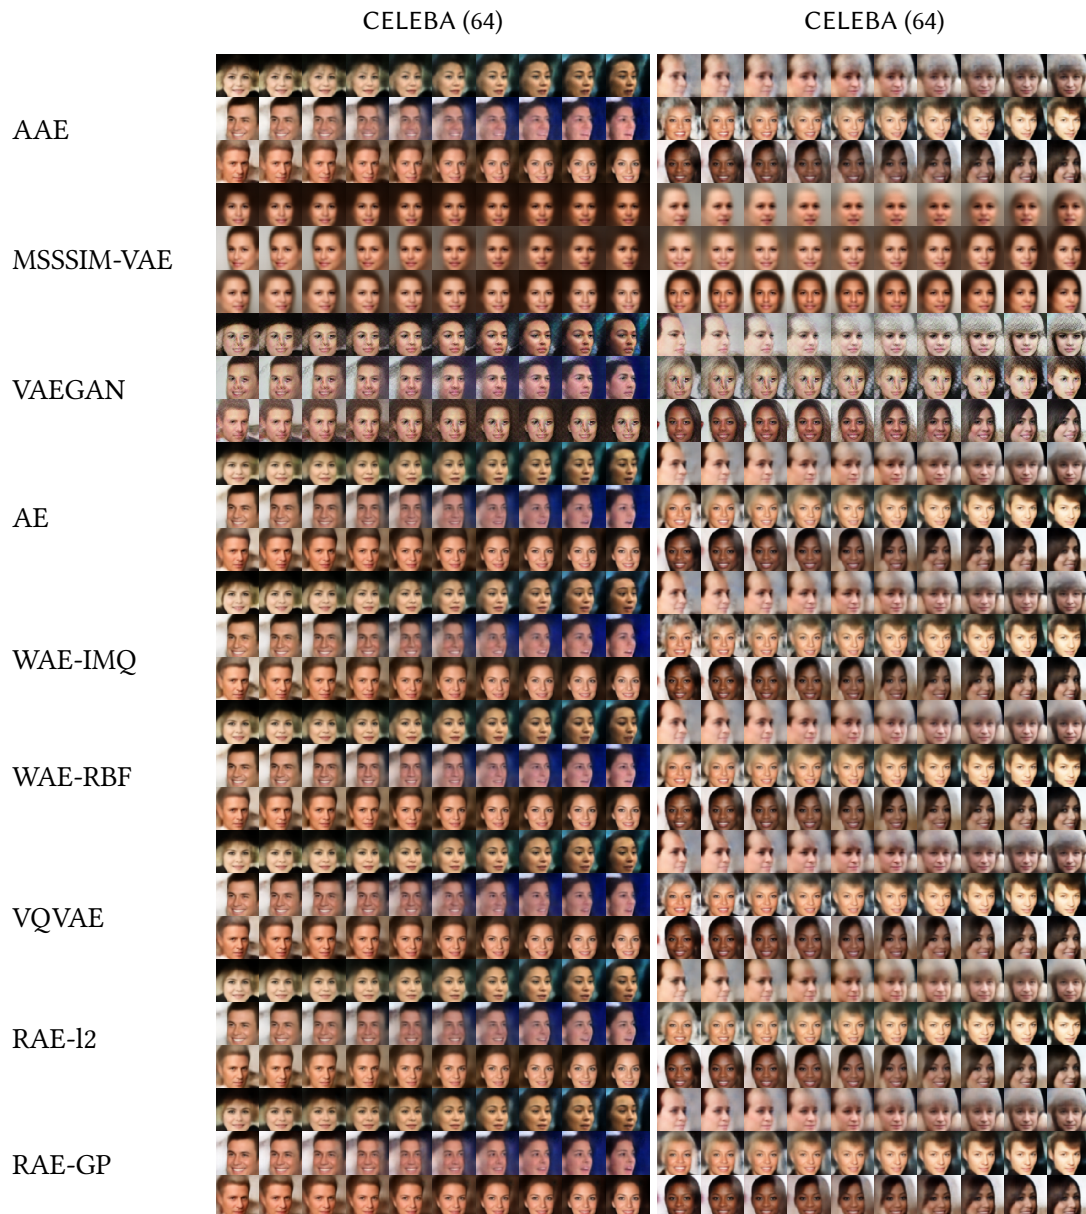 CELEBA (64) CELEBA (64)
AAE
MSSSIM-VAE
VAEGAN
AE
WAE-IMQ
WAE-RBF
VQVAE
RAE-l2
RAE-GP